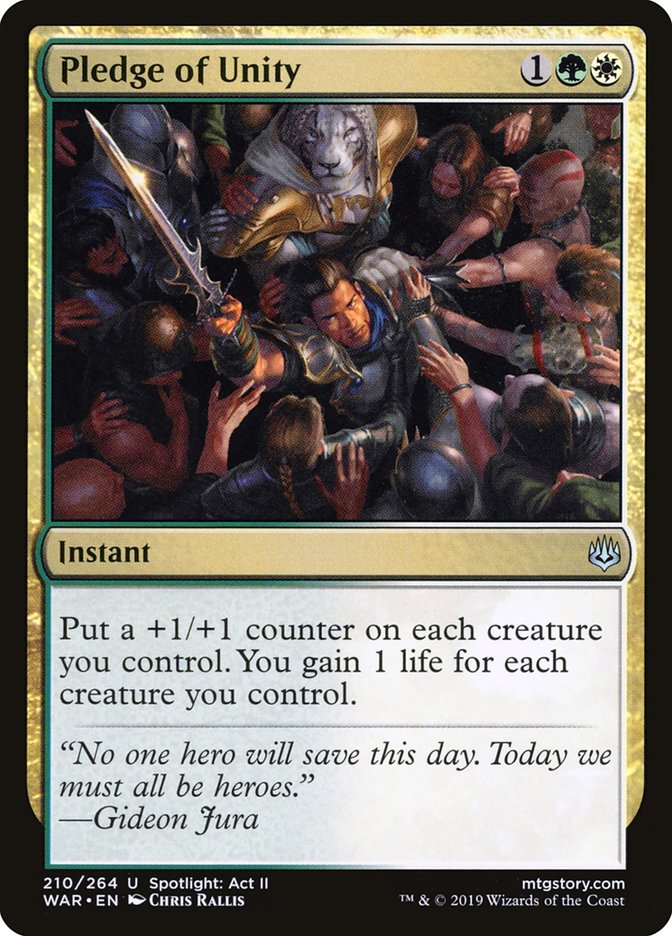 Pledge of Unity 1
Instant
Put a +1/+1 counter on each creature
you control. You gain 1 life for each
creature you control.
“No one hero will save this day. Today we
must all be heroes.”
—Gideon Jura
210/264 U Spotlight: Act II mtgstory.com
WAR • EN Chris Rallis ™ & © 2019 Wizards of the Coast